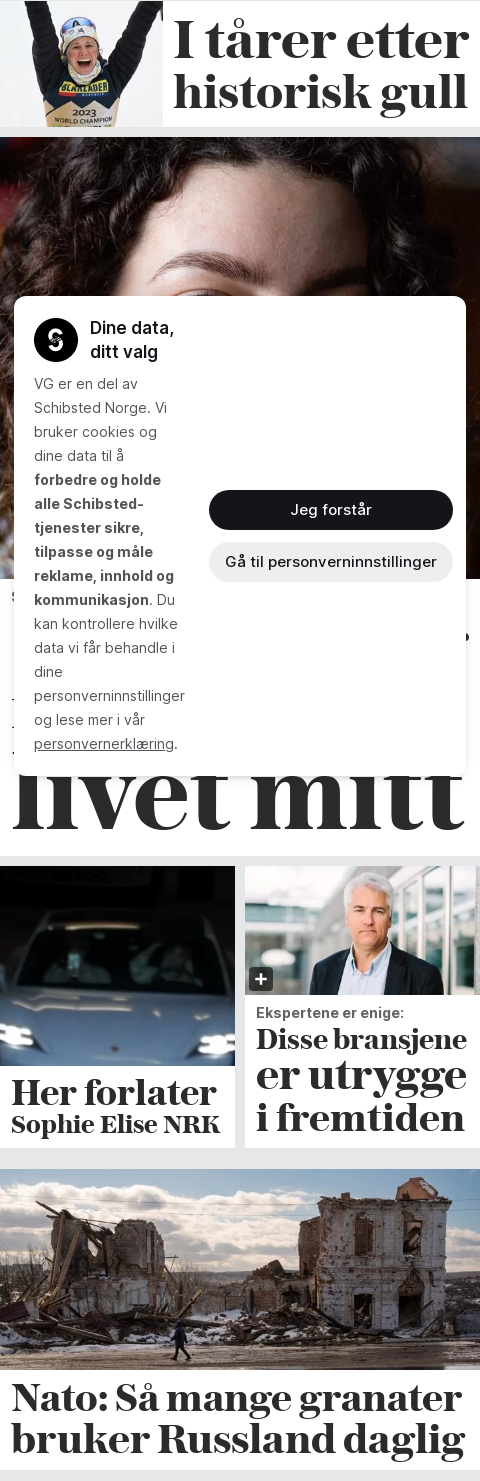 BLÅKLÄDER
2023
WORLD CHAMPION
I tårer etter
historisk gull
Dine data,
ditt valg
VG er en del av
Schibsted Norge. Vi
bruker cookies og
dine data til å
forbedre og holde
alle Schibsted-
tjenester sikre,
tilpasse og måle
reklame, innhold og
kommunikasjon. Du
kan kontrollere hvilke
data vi får behandle i
dine
personverninnstillinger
og lese mer i vår
personvernerklæring.
Jeg forstår
Gå til personverninnstillinger
livet mitt
Her forlater
Sophie Elise NRK
Ekspertene er enige:
Disse bransjene
er utrygge
i fremtiden
Nato: Så mange granater
bruker Russland daglig